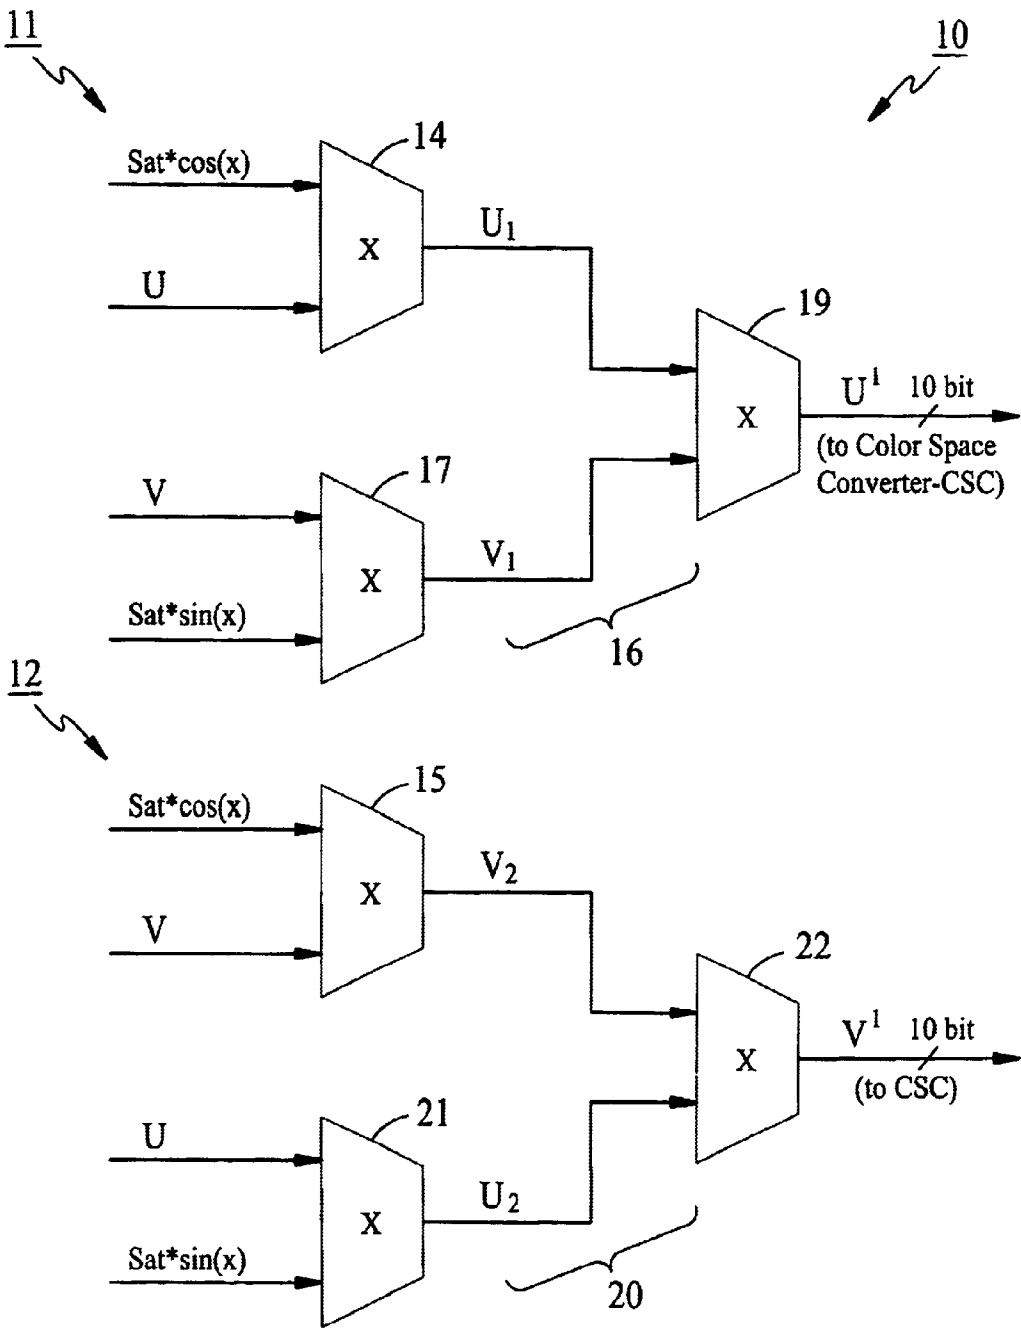 11
10
14
Sat*cos(x)
U₁
X
U
19
U¹ 10 bit
X
(to Color Space
Converter-CSC)
17
V
V₁
X
Sat*sin(x)
16
12
15
Sat*cos(x)
V₂
X
V
22
V¹ 10 bit
X
(to CSC)
21
U
U₂
X
Sat*sin(x)
20